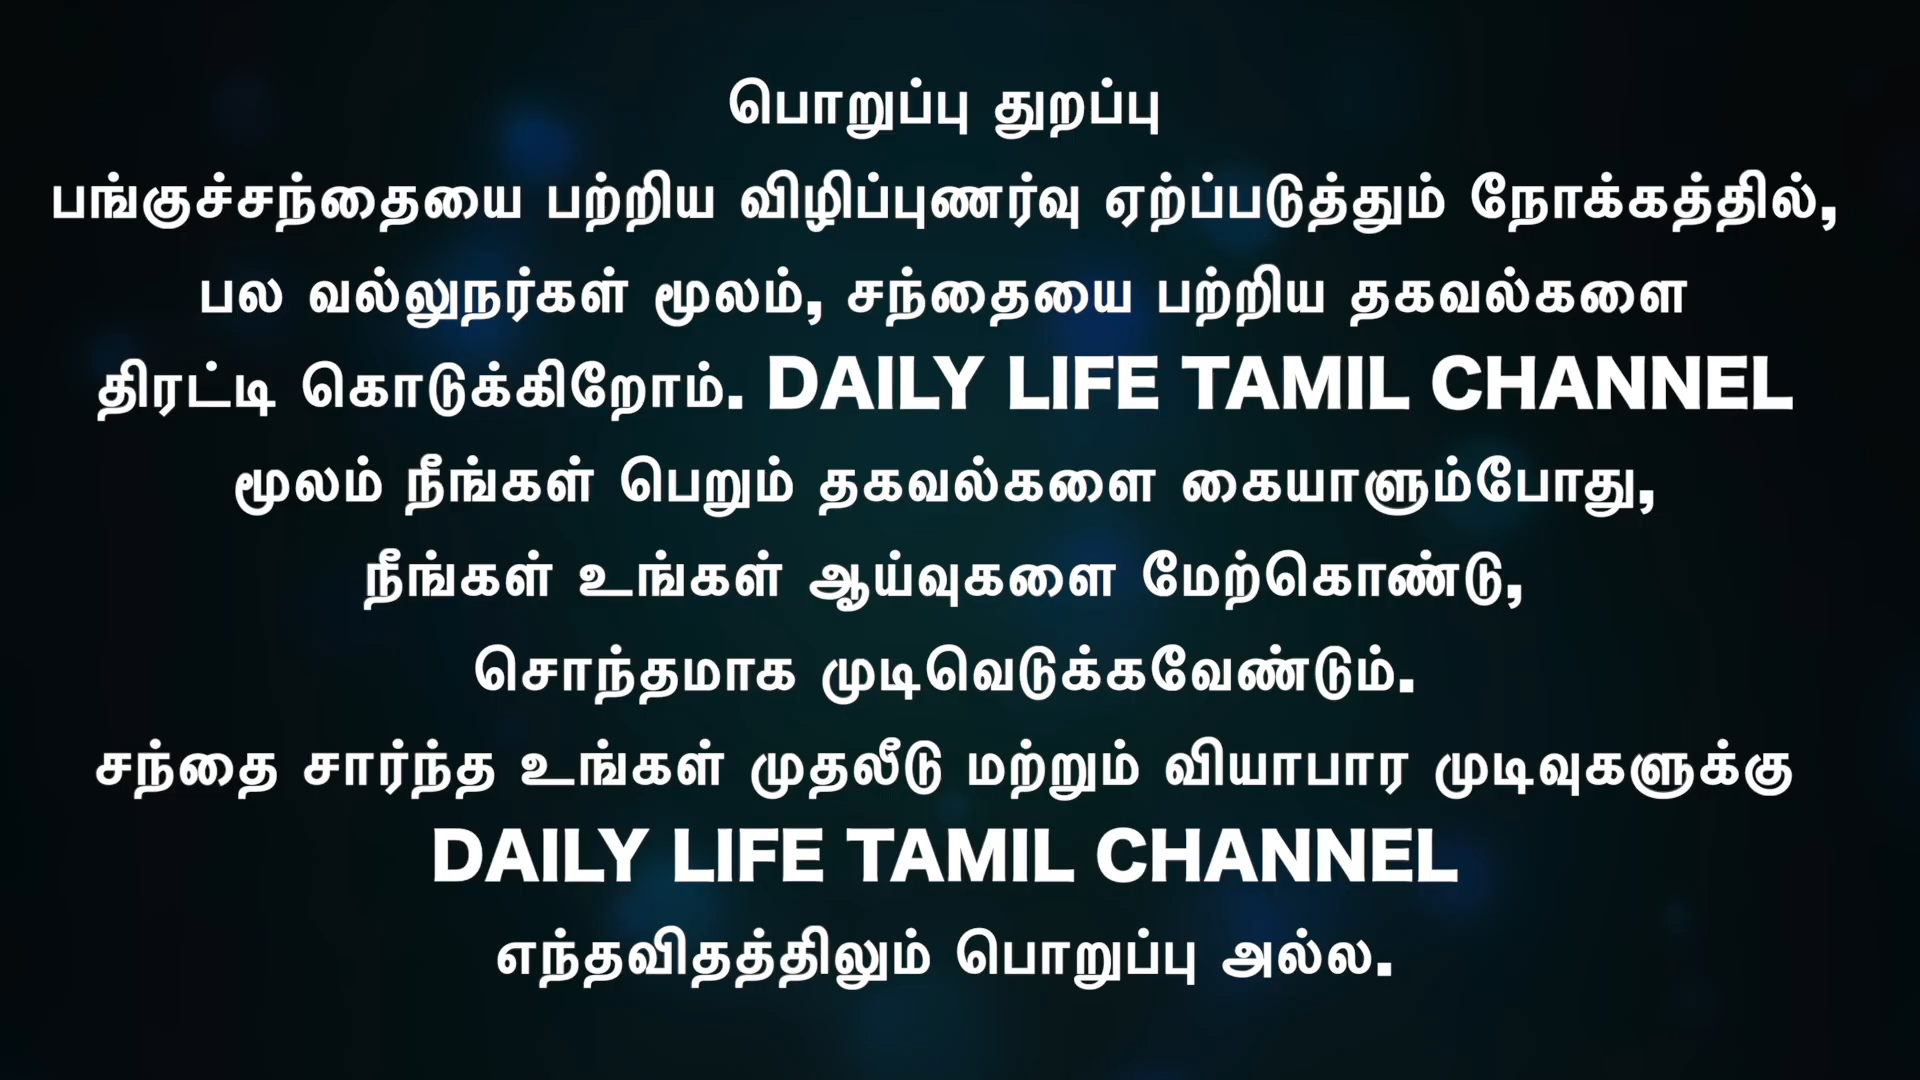 பொறுப்பு துறப்பு
பங்குச்சந்தையை பற்றிய விழிப்புணர்வு ஏற்ப்படுத்தும் நோக்கத்தில்,
பல வல்லுநர்கள் மூலம், சந்தையை பற்றிய தகவல்களை
திரட்டி கொடுக்கிறோம். DAILY LIFE TAMIL CHANNEL
மூலம் நீங்கள் பெறும் தகவல்களை கையாளும்போது,
நீங்கள் உங்கள் ஆய்வுகளை மேற்கொண்டு,
சொந்தமாக முடிவெடுக்கவேண்டும்.
சந்தை சார்ந்த உங்கள் முதலீடு மற்றும் வியாபார முடிவுகளுக்கு
DAILY LIFE TAMIL CHANNEL
எந்தவிதத்திலும் பொறுப்பு அல்ல.